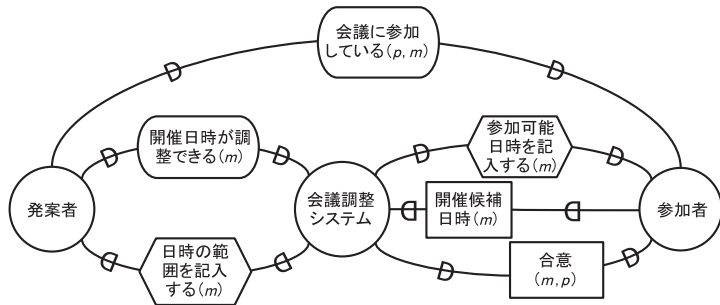 会議に参加
している(p, m)
開催日時が調
整できる(m)
参加可能
日時を記
入する(m)
発案者
会議調整
システム
開催候補
日時(m)
参加者
日時の範
囲を記入
する(m)
合意
(m, p)